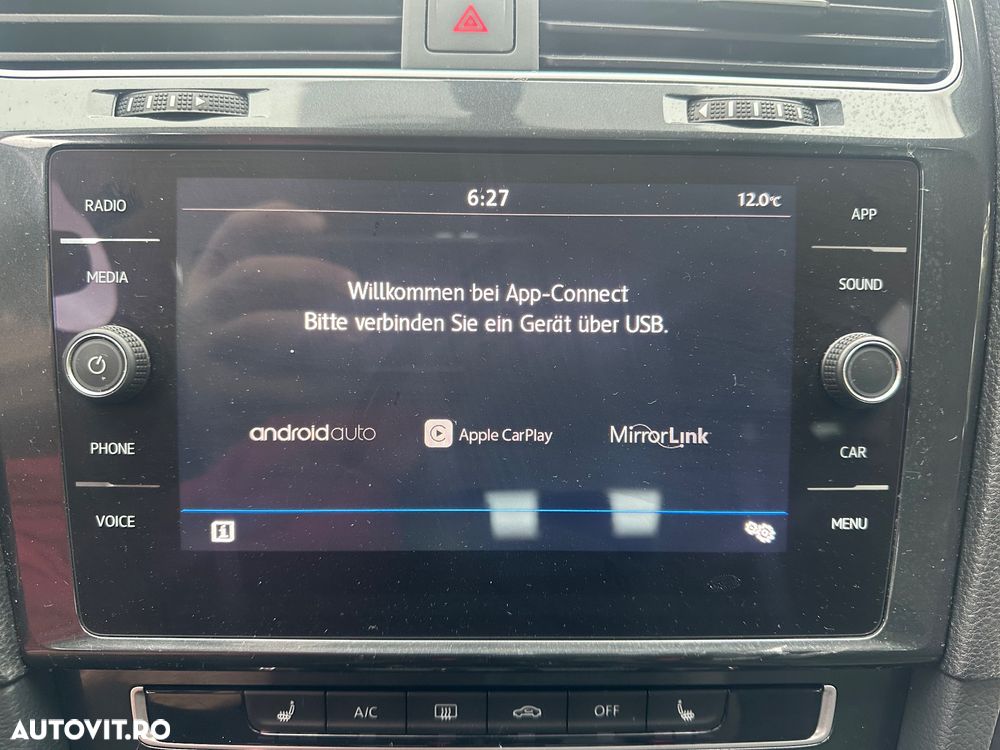 6:27
12.0°C
RADIO
MEDIA
PHONE
VOICE
Willkommen bei App-Connect
Bitte verbinden Sie ein Gerät über USB.
androidauto
Apple CarPlay
MirrorLink
APP
SOUND
CAR
MENU
A/C
OFF
AUTOVIT.RO